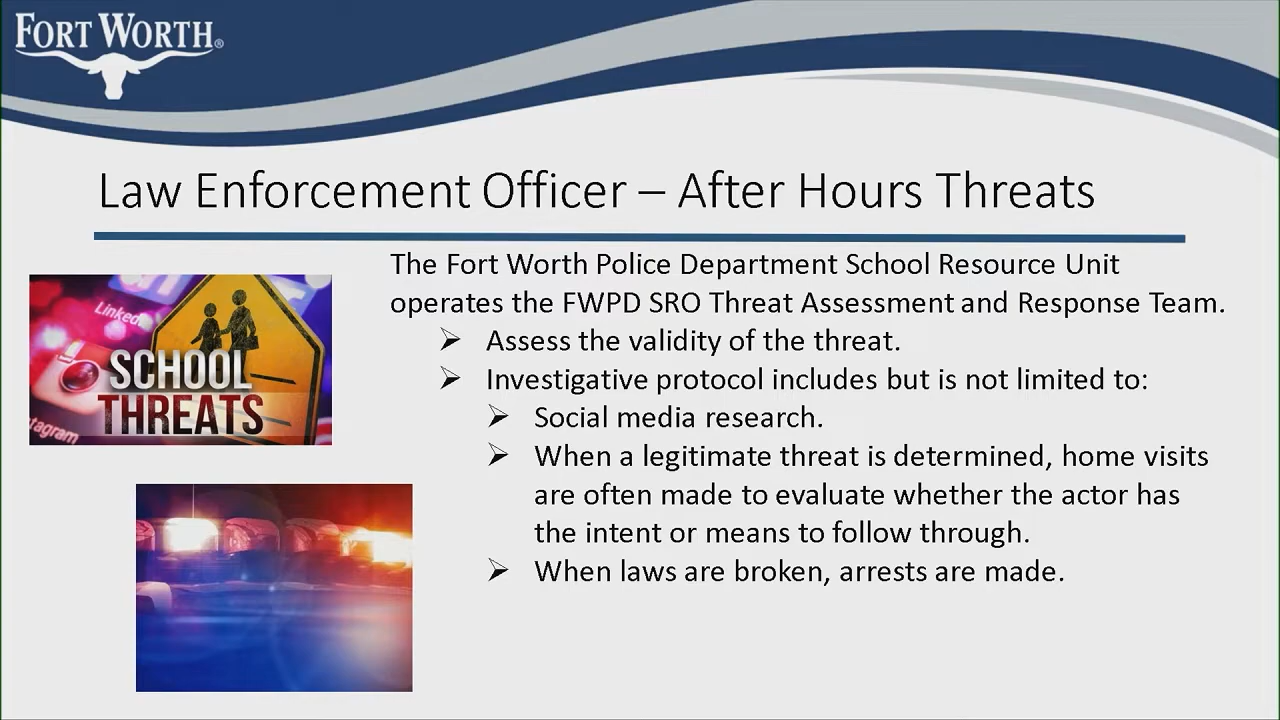 FORT WORTH®
Law Enforcement Officer – After Hours Threats
The Fort Worth Police Department School Resource Unit
operates the FWPD SRO Threat Assessment and Response Team.
➢ Assess the validity of the threat.
➢ Investigative protocol includes but is not limited to:
➢ Social media research.
➢ When a legitimate threat is determined, home visits
are often made to evaluate whether the actor has
the intent or means to follow through.
➢ When laws are broken, arrests are made.
Linked
SCHOOL
THREATS
stagram